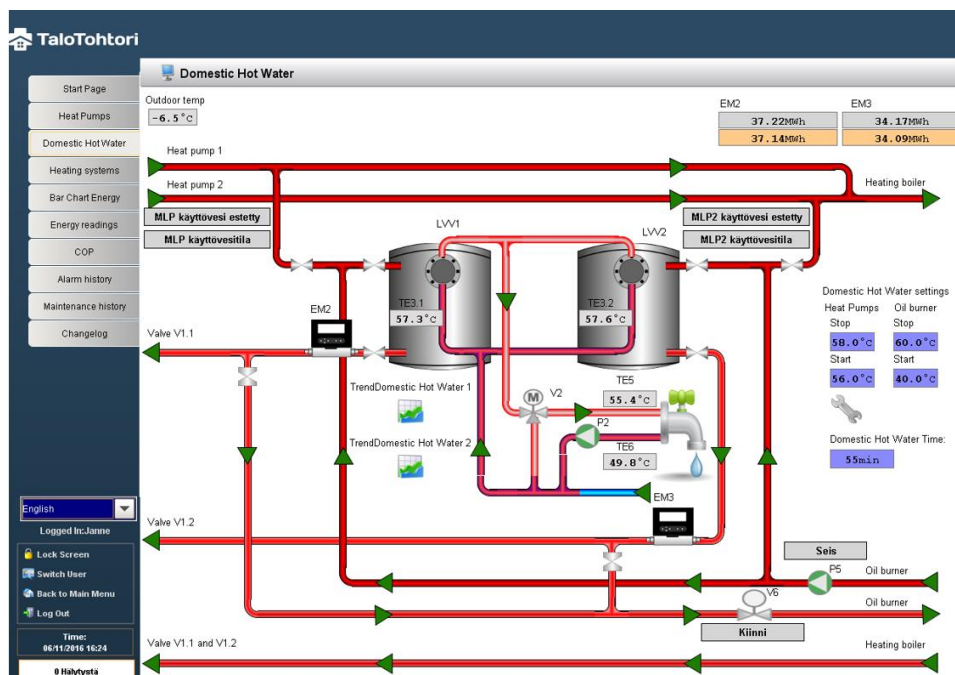 TaloTohtori
Domestic Hot Water
Start Page
Heat Pumps
Domestic Hot Water
Heating systems
Bar Chart Energy
Energy readings
COP
Alarm history
Maintenance history
Changelog
English
Logged In:Janne
Lock Screen
Switch User
Back to Main Menu
Log Out
Time:
06/11/2016 16:24
0 Hälytystä
Outdoor temp
-6.5°C
EM2
EM3
37.22MWh
34.17MWh
37.14MWh
34.09MWh
Heat pump 1
Heat pump 2
Heating boiler
MLP käyttövesi estetty
MLP käyttövesitila
MLP2 käyttövesi estetty
MLP2 käyttövesitila
LVV1
LVV2
TE3.1
57.3°C
TE3.2
57.6°C
EM2
Valve V1.1
Domestic Hot Water settings
Heat Pumps
Oil burner
Stop
Stop
58.0°C
60.0°C
Start
Start
56.0°C
40.0°C
Domestic Hot Water Time:
55min
TrendDomestic Hot Water 1
TrendDomestic Hot Water 2
M
V2
TE5
55.4°C
P2
TE6
49.8°C
EM3
Valve V1.2
Seis
P5
Oil burner
V6
Oil burner
Kiinni
Valve V1.1 and V1.2
Heating boiler